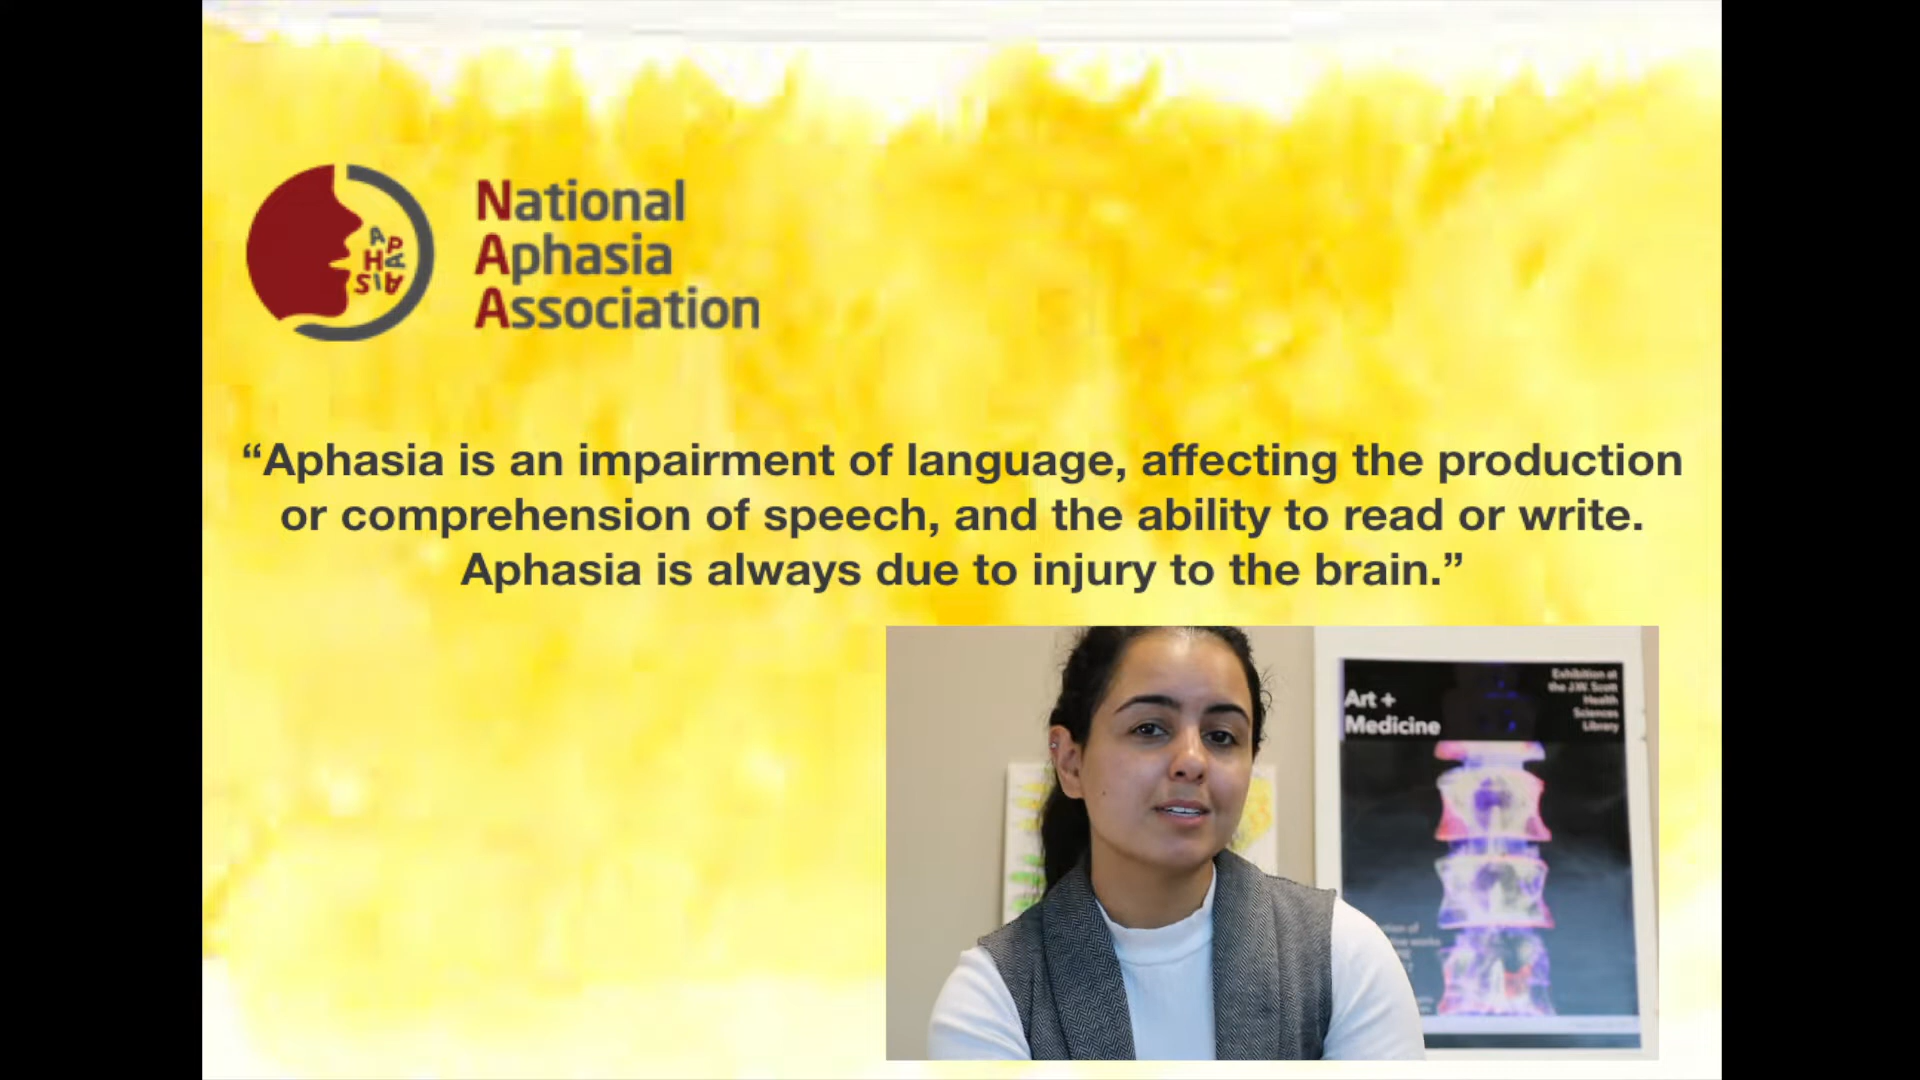 National
Aphasia
Association
APHASIA
“Aphasia is an impairment of language, affecting the production
or comprehension of speech, and the ability to read or write.
Aphasia is always due to injury to the brain.”
Art +
Medicine
Exhibition at
the J.W. Scott
Health
Sciences
Library